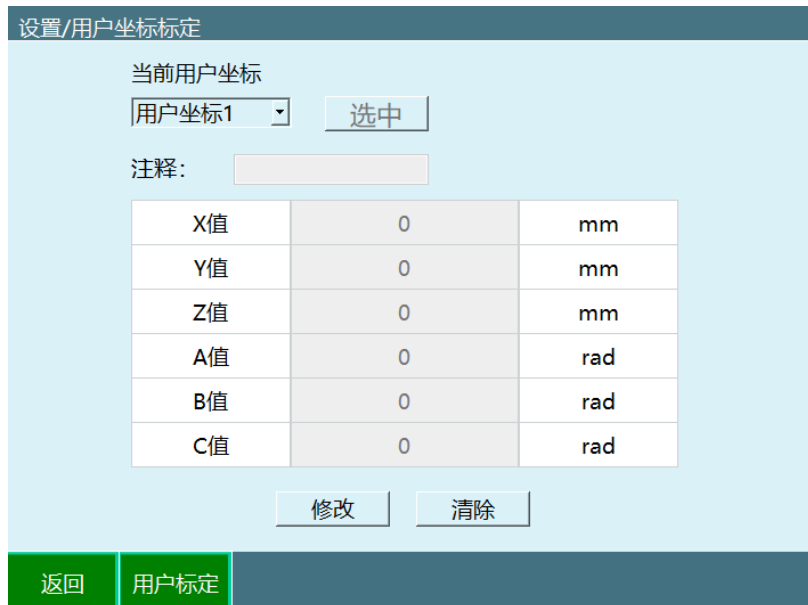 设置/用户坐标标定
当前用户坐标
用户坐标1 选中
注释：
X值 0 mm
Y值 0 mm
Z值 0 mm
A值 0 rad
B值 0 rad
C值 0 rad
修改 清除
返回 用户标定